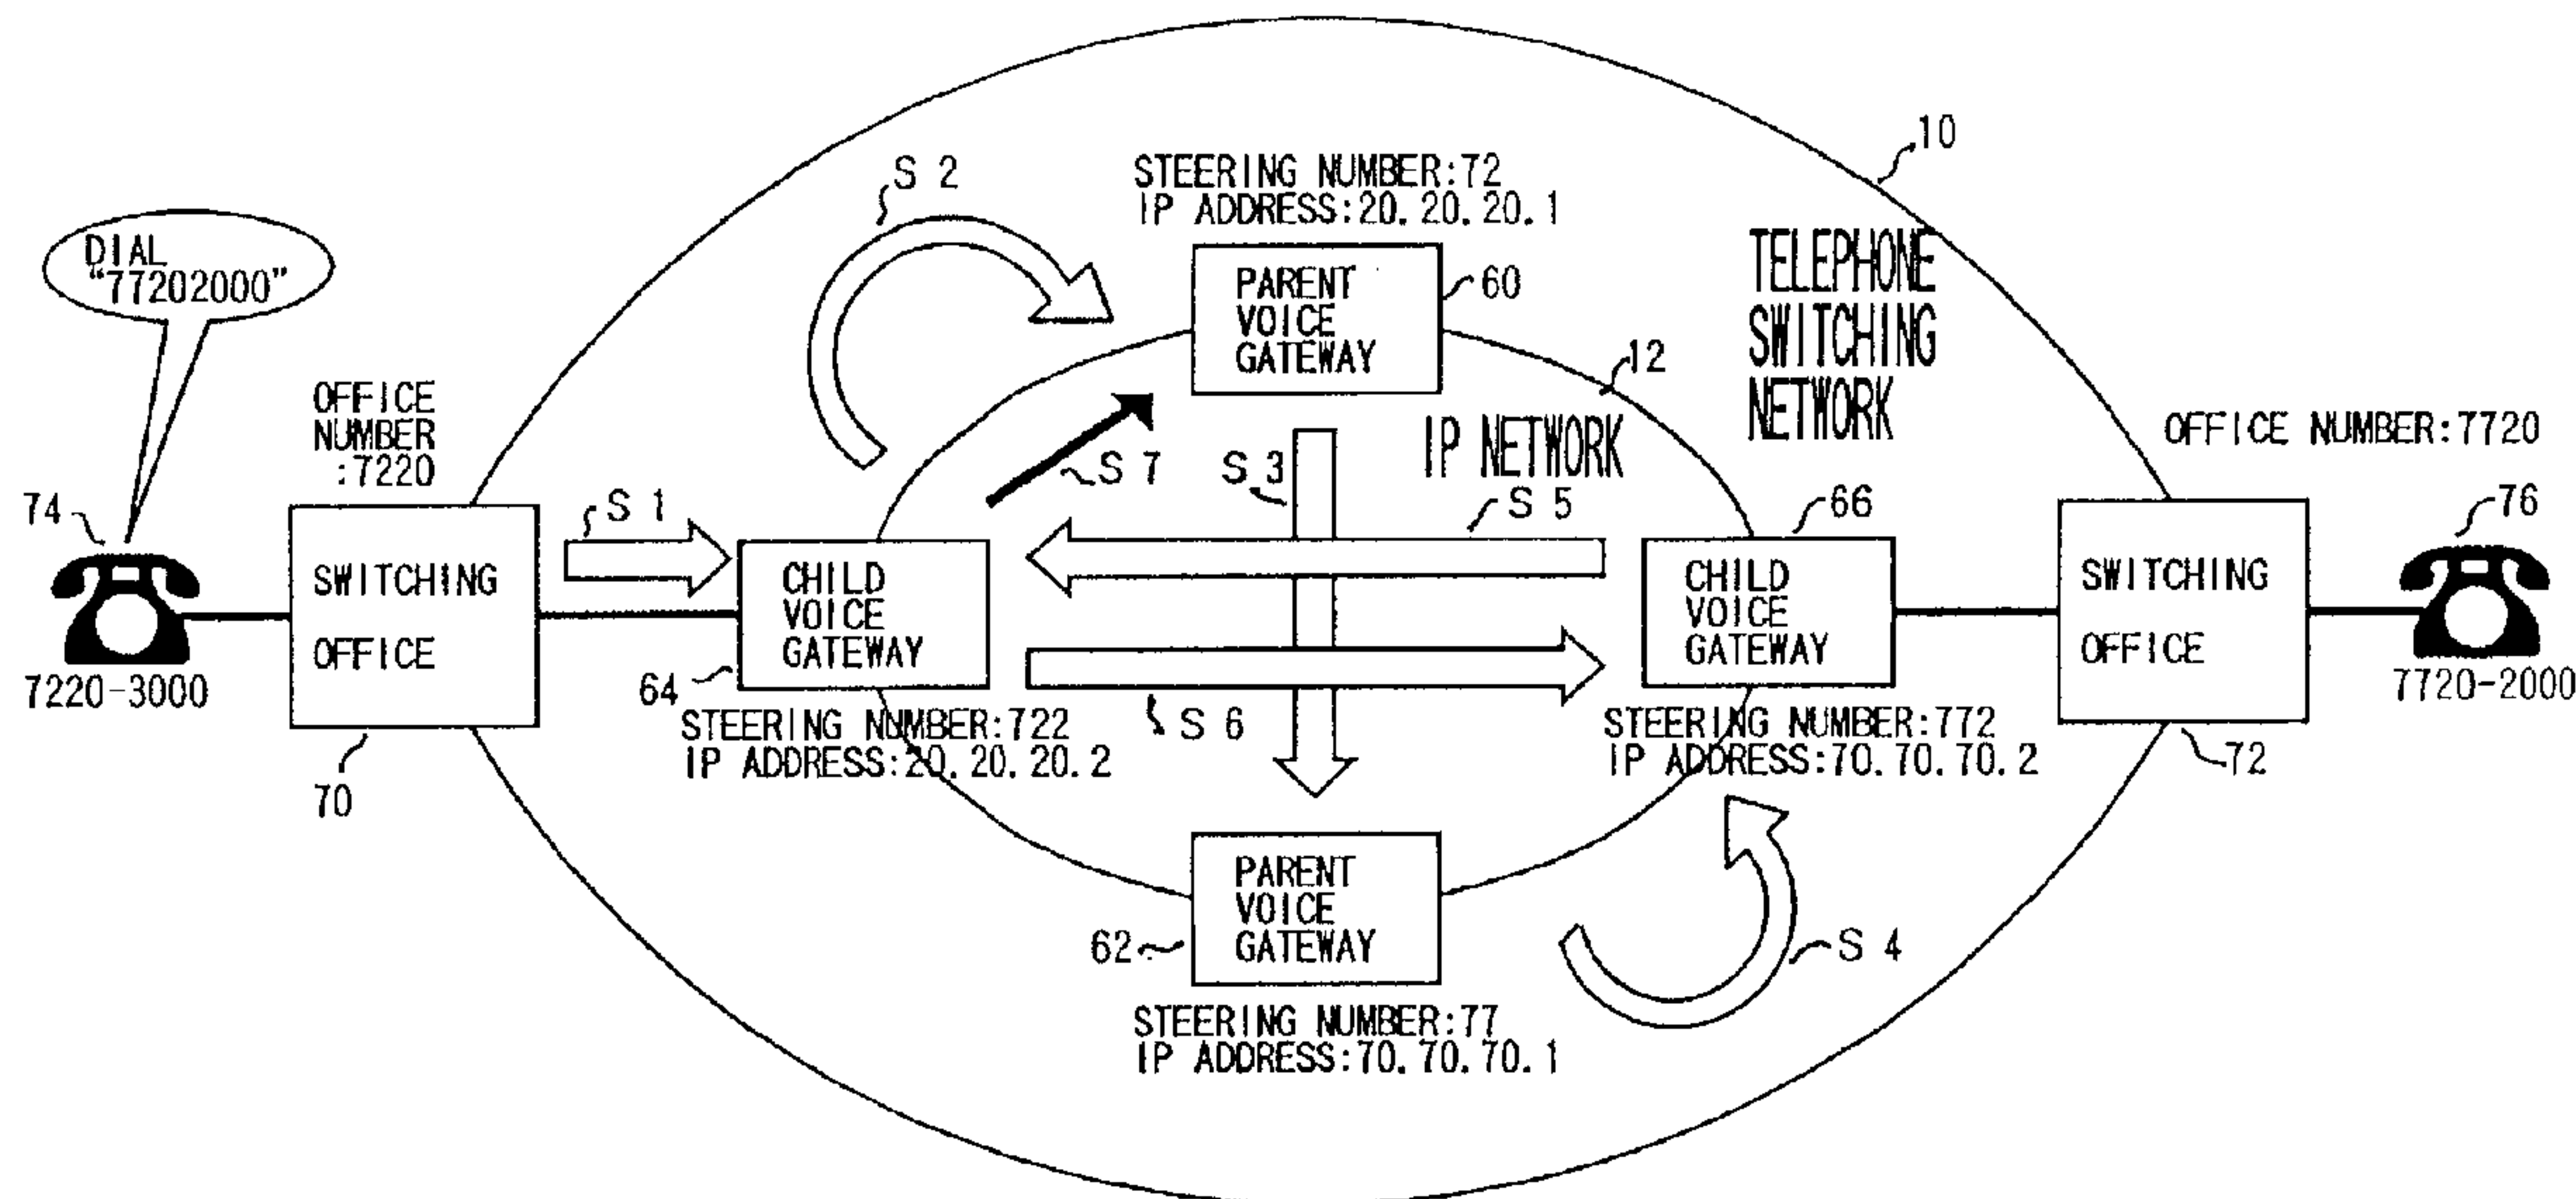 10
S 2
STEERING NUMBER:72
IP ADDRESS:20.20.20.1
DIAL
"77202000"
PARENT
VOICE
GATEWAY
60
TELEPHONE
SWITCHING
NETWORK
12
OFFICE
NUMBER
:7220
IP NETWORK
OFFICE NUMBER:7720
S 7
S 3
74
S 1
S 5
66
76
SWITCHING
OFFICE
CHILD
VOICE
GATEWAY
CHILD
VOICE
GATEWAY
SWITCHING
OFFICE
7220-3000
64
7720-2000
STEERING NUMBER:722
IP ADDRESS:20.20.20.2
S 6
STEERING NUMBER:772
IP ADDRESS:70.70.70.2
72
70
PARENT
VOICE
GATEWAY
62
S 4
STEERING NUMBER:77
IP ADDRESS:70.70.70.1